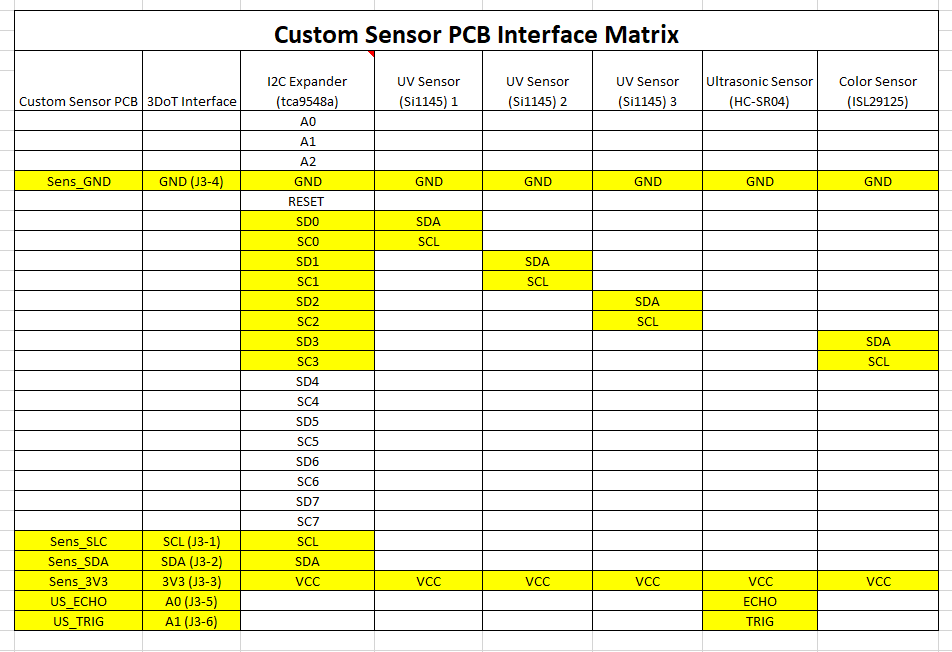 Custom Sensor PCB Interface Matrix
Custom Sensor PCB 3DoT Interface I2C Expander (tca9548a) UV Sensor (Si1145) 1 UV Sensor (Si1145) 2 UV Sensor (Si1145) 3 Ultrasonic Sensor (HC-SR04) Color Sensor (ISL29125)
A0
A1
A2
Sens_GND GND (J3-4) GND GND GND GND GND GND
RESET
SD0 SDA
SC0 SCL
SD1 SDA
SC1 SCL
SD2 SDA
SC2 SCL
SD3 SDA
SC3 SCL
SD4
SC4
SD5
SC5
SD6
SC6
SD7
SC7
Sens_SLC SCL (J3-1) SCL
Sens_SDA SDA (J3-2) SDA
Sens_3V3 3V3 (J3-3) VCC VCC VCC VCC VCC VCC
US_ECHO A0 (J3-5) ECHO
US_TRIG A1 (J3-6) TRIG